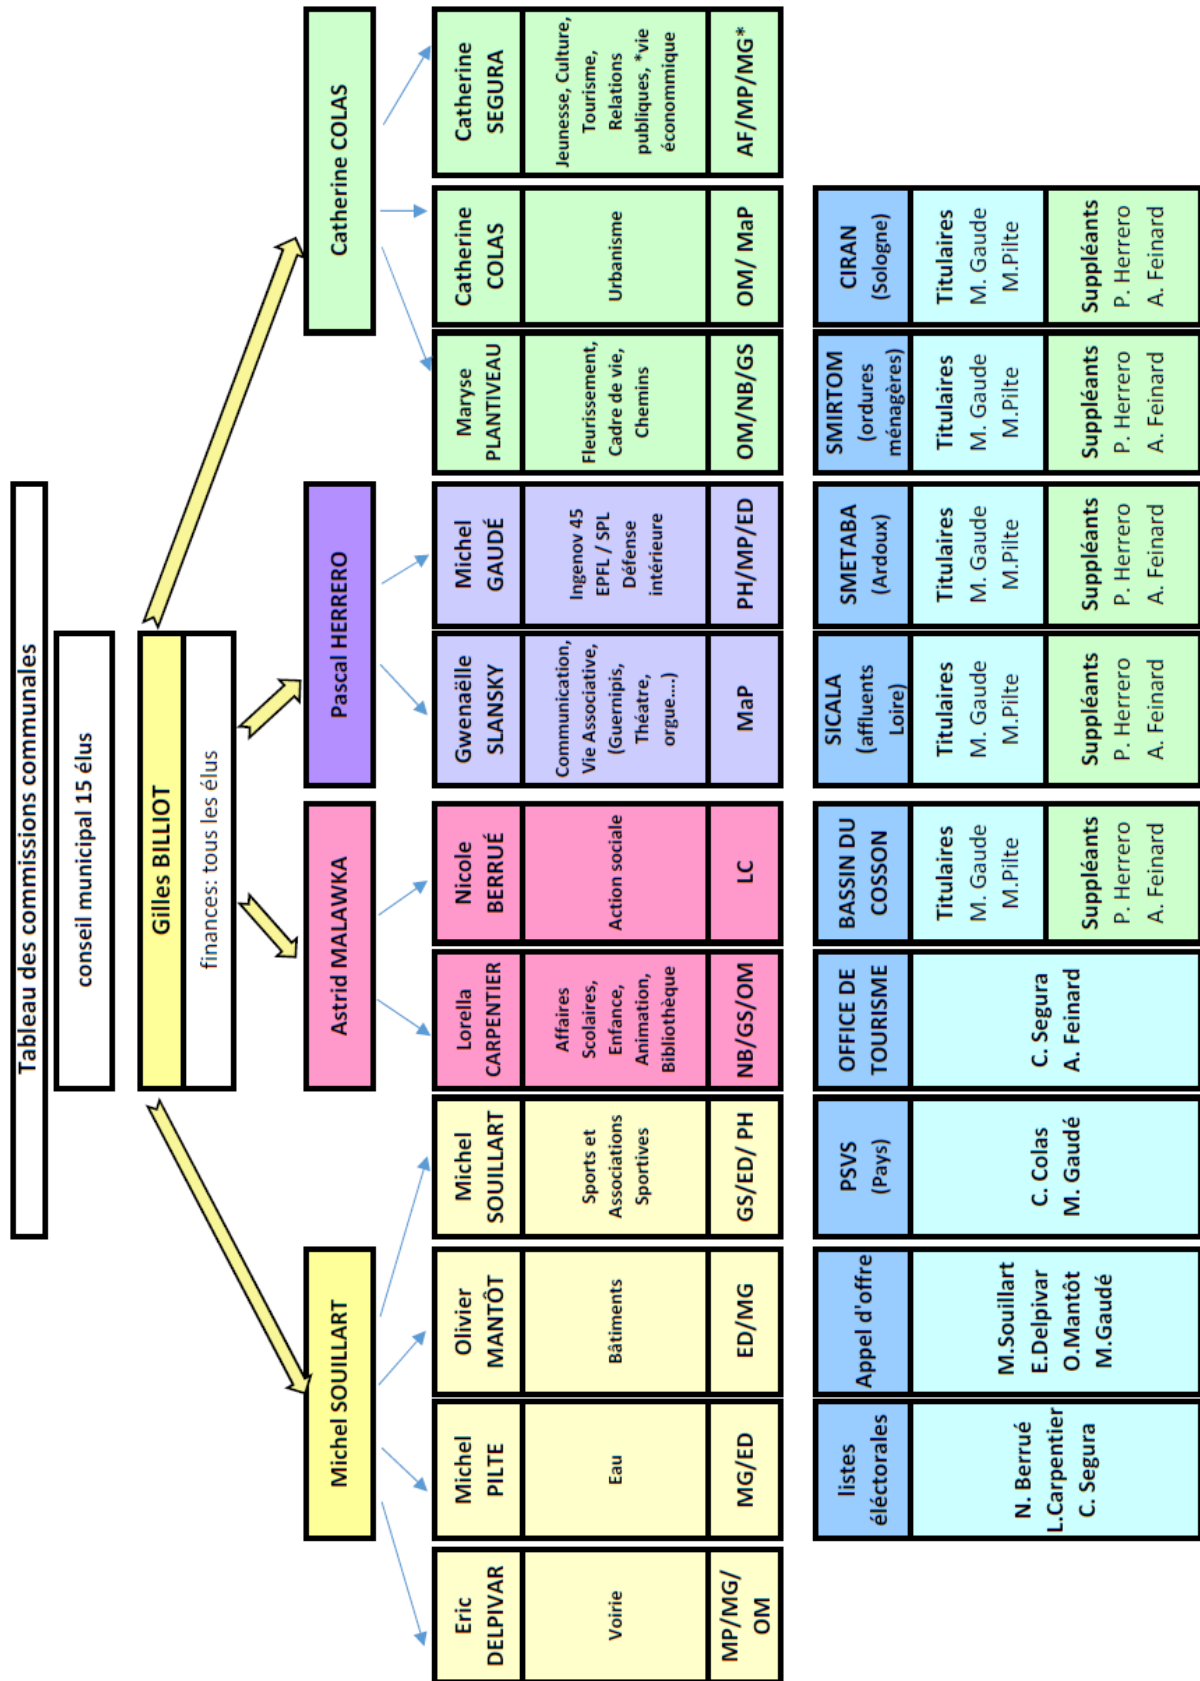 Tableau des commissions communales
conseil municipal 15 élus
Gilles BILLIOT
finances: tous les élus
Michel SOUILLART
Astrid MALAWKA
Pascal HERRERO
Catherine COLAS
Eric
DELPIVAR
Voirie
MP/MG/
OM
Michel
PILTE
Eau
MG/ED
Olivier
MANTÔT
Bâtiments
ED/MG
Michel
SOUILLART
Sports et
Associations
Sportives
GS/ED/ PH
Lorella
CARPENTIER
Affaires
Scolaires,
Enfance,
Animation,
Bibliothèque
NB/GS/OM
Nicole
BERRUÉ
Action sociale
LC
Gwenaëlle
SLANSKY
Communication,
Vie Associative,
(Guernipis,
Théatre,
orgue....)
MaP
Michel
GAUDÉ
Ingenov 45
EPFL / SPL
Défense
intérieure
PH/MP/ED
Maryse
PLANTIVEAU
Fleurissement,
Cadre de vie,
Chemins
OM/NB/GS
Catherine
COLAS
Urbanisme
OM/ MaP
Catherine
SEGURA
Jeunesse, Culture,
Tourisme,
Relations
publiques, *vie
économmique
AF/MP/MG*
listes
éléctorales
N. Berrué
L.Carpentier
C. Segura
Appel d'offre
M.Souillart
E.Delpivar
O.Mantôt
M.Gaudé
PSVS
(Pays)
C. Colas
M. Gaudé
OFFICE DE
TOURISME
C. Segura
A. Feinard
BASSIN DU
COSSON
Titulaires
M. Gaude
M.Pilte
Suppléants
P. Herrero
A. Feinard
SICALA
(affluents
Loire)
Titulaires
M. Gaude
M.Pilte
Suppléants
P. Herrero
A. Feinard
SMETABA
(Ardoux)
Titulaires
M. Gaude
M.Pilte
Suppléants
P. Herrero
A. Feinard
SMIRTOM
(ordures
ménagères)
Titulaires
M. Gaude
M.Pilte
Suppléants
P. Herrero
A. Feinard
CIRAN
(Sologne)
Titulaires
M. Gaude
M.Pilte
Suppléants
P. Herrero
A. Feinard